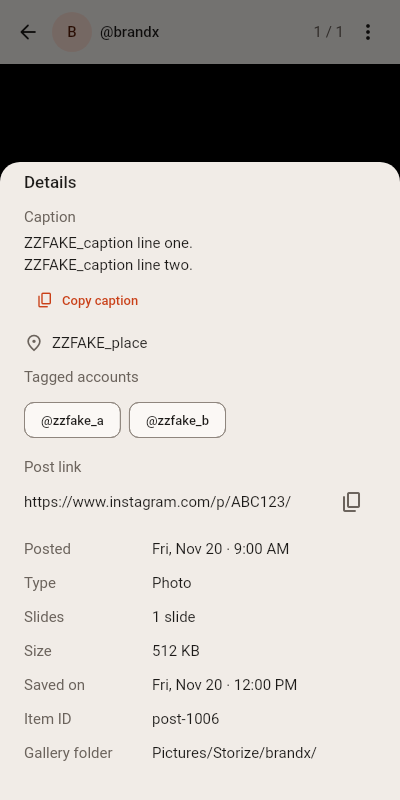 B @brandx 1 / 1
Details
Caption
ZZFAKE_caption line one.
ZZFAKE_caption line two.
Copy caption
ZZFAKE_place
Tagged accounts
@zzfake_a @zzfake_b
Post link
https://www.instagram.com/p/ABC123/
Posted Fri, Nov 20 · 9:00 AM
Type Photo
Slides 1 slide
Size 512 KB
Saved on Fri, Nov 20 · 12:00 PM
Item ID post-1006
Gallery folder Pictures/Storize/brandx/